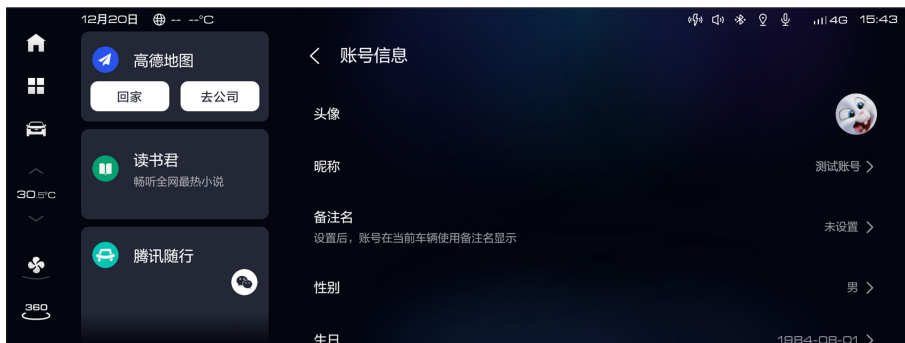 12月20日 -- --°C
4G 15:43
高德地图
回家 去公司
读书君
畅听全网最热小说
腾讯随行
30.5°C
360
账号信息
头像
昵称 测试账号
备注名
设置后，账号在当前车辆使用备注名显示
未设置
性别 男
生日 1984-08-01